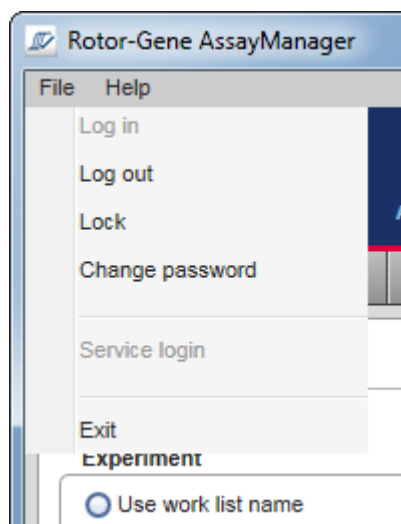 Rotor-Gene AssayManager
File Help
Log in
Log out
Lock
Change password
Service login
Exit
Experiment
Use work list name